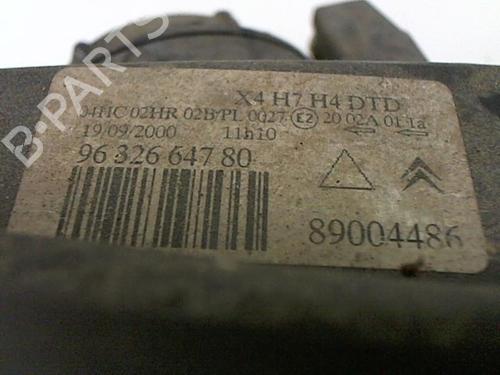 X4 H7 H4 DTD
04HC 02HR 02B/PL 0027 E2 20 02A 01 1a
19/09/2000 11h10
96 326 647 80
89004486
B-PARTS